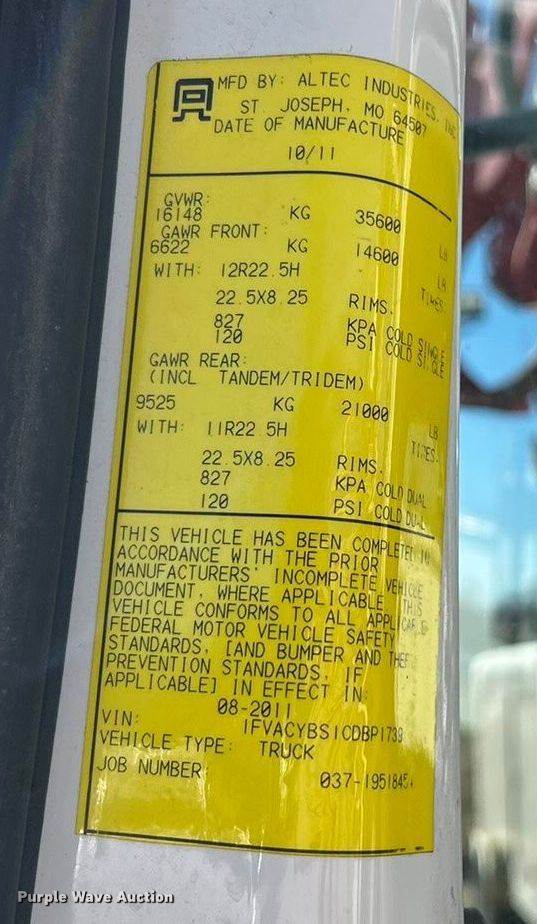 MFD BY: ALTEC INDUSTRIES, INC
ST. JOSEPH, MO 64507
DATE OF MANUFACTURE
10/11
GVWR:
16148 KG 35600 LB
GAWR FRONT:
6622 KG 14600 LB
WITH: 12R22.5H TIRES,
22.5X8.25 RIMS,
827 KPA COLD SINGLE
120 PSI COLD SINGLE
GAWR REAR:
(INCL TANDEM/TRIDEM)
9525 KG 21000 LB
WITH: 11R22.5H TIRES,
22.5X8.25 RIMS,
827 KPA COLD DUAL
120 PSI COLD DUAL
THIS VEHICLE HAS BEEN COMPLETED IN
ACCORDANCE WITH THE PRIOR
MANUFACTURERS' INCOMPLETE VEHICLE
DOCUMENT, WHERE APPLICABLE THIS
VEHICLE CONFORMS TO ALL APPLICABLE
FEDERAL MOTOR VEHICLE SAFETY
STANDARDS, [AND BUMPER AND THEFT
PREVENTION STANDARDS, IF
APPLICABLE] IN EFFECT IN:
08-2011
VIN: 1FVACYBS1CDBP1739
VEHICLE TYPE: TRUCK
JOB NUMBER:
Purple Wave Auction